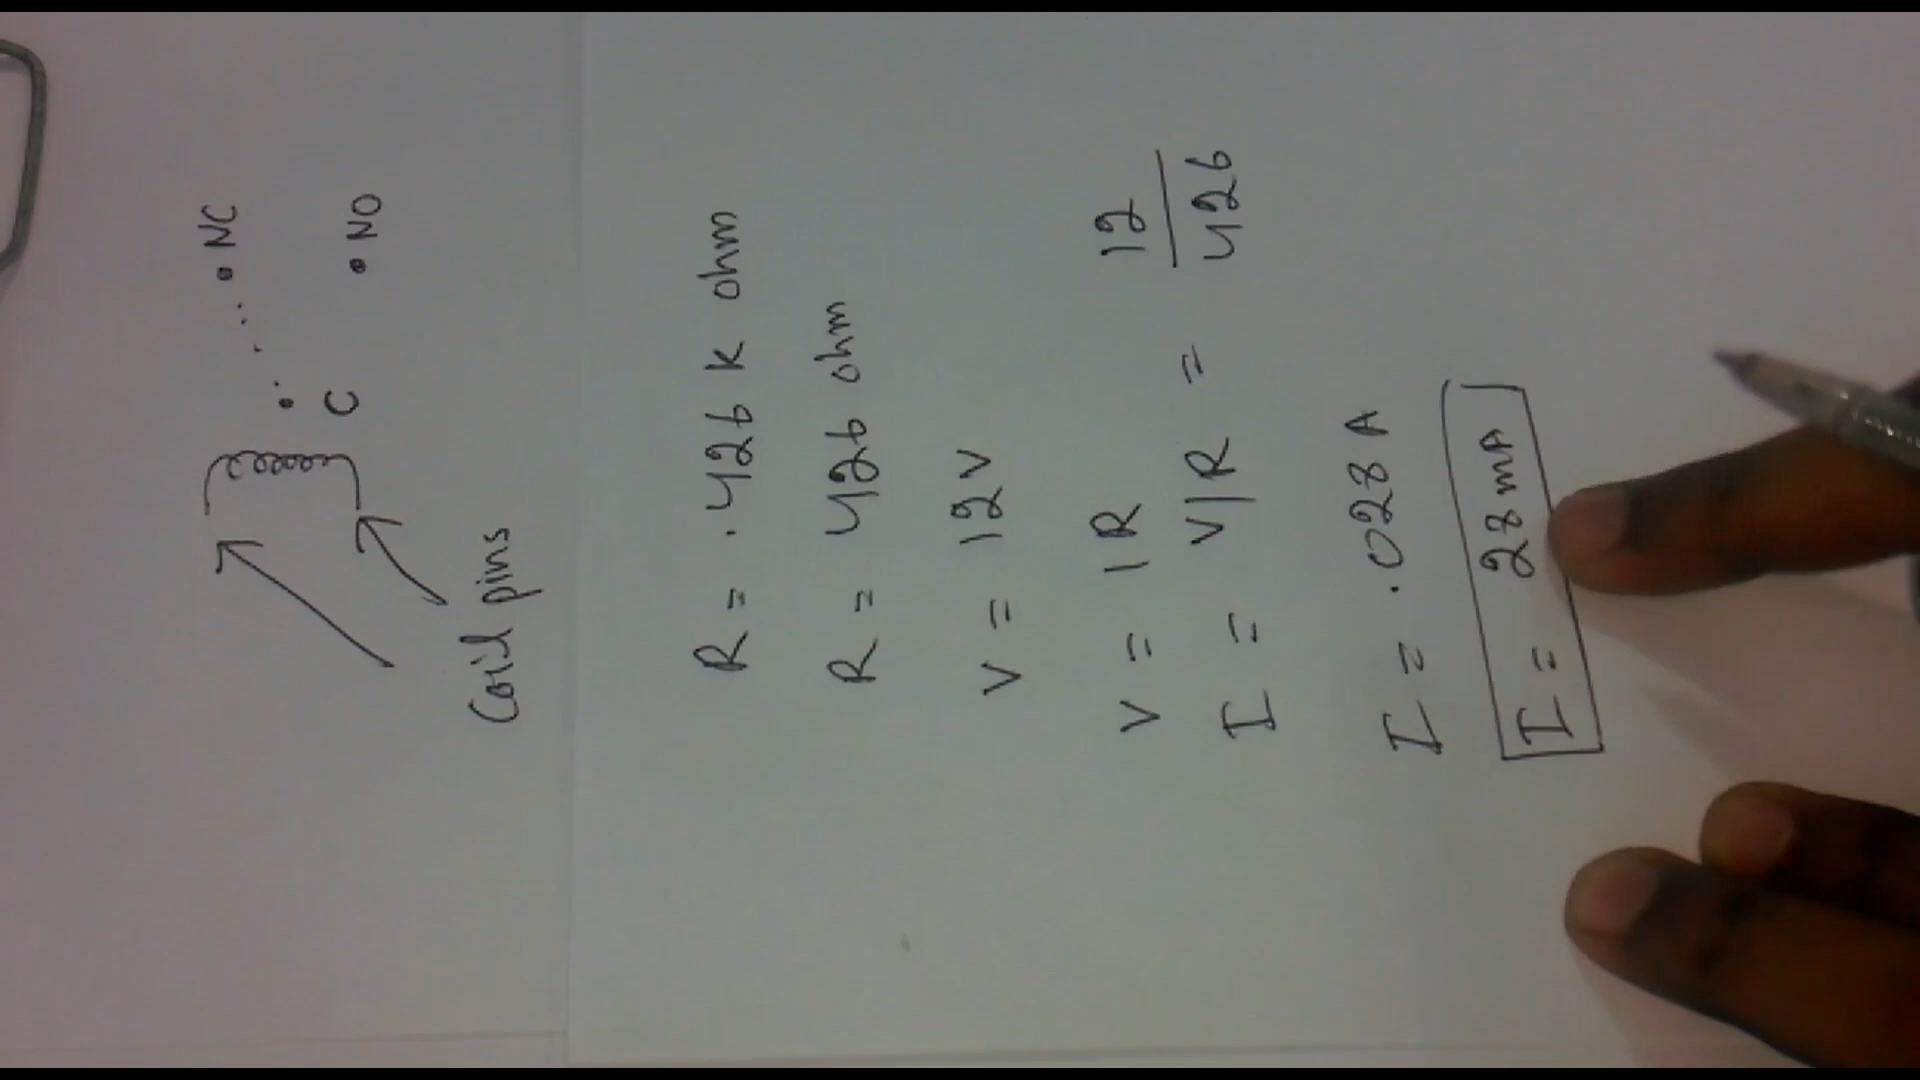 • NC
• NO
C
Coil pins
R = .426 K ohm
R = 426 ohm
V = 12V
V = IR
I = V/R = 12/426
I = .028 A
I = 28 mA